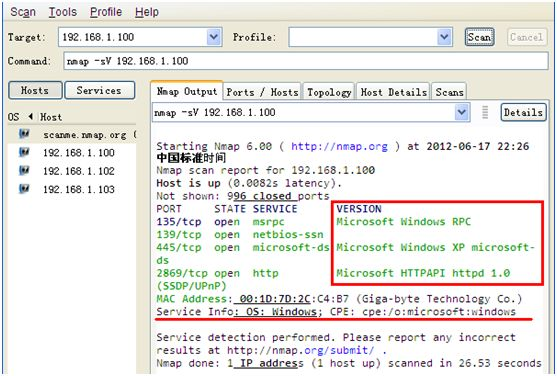 Scan Tools Profile Help
Target: 192.168.1.100 Profile: Scan Cancel
Command: nmap -sV 192.168.1.100
Hosts Services
Nmap Output Ports / Hosts Topology Host Details Scans
OS Host
nmap -sV 192.168.1.100 Details
scanme.nmap.org (
192.168.1.100
192.168.1.102
192.168.1.103
Starting Nmap 6.00 ( http://nmap.org ) at 2012-06-17 22:26
中国标准时间
Nmap scan report for 192.168.1.100
Host is up (0.0082s latency).
Not shown: 996 closed ports
PORT STATE SERVICE VERSION
135/tcp open msrpc Microsoft Windows RPC
139/tcp open netbios-ssn
445/tcp open microsoft-ds Microsoft Windows XP microsoft-
ds
2869/tcp open http Microsoft HTTPAPI httpd 1.0
(SSDP/UPnP)
MAC Address: 00:1D:7D:2C:C4:B7 (Giga-byte Technology Co.)
Service Info: OS: Windows; CPE: cpe:/o:microsoft:windows
Service detection performed. Please report any incorrect
results at http://nmap.org/submit/ .
Nmap done: 1 IP address (1 host up) scanned in 26.53 seconds